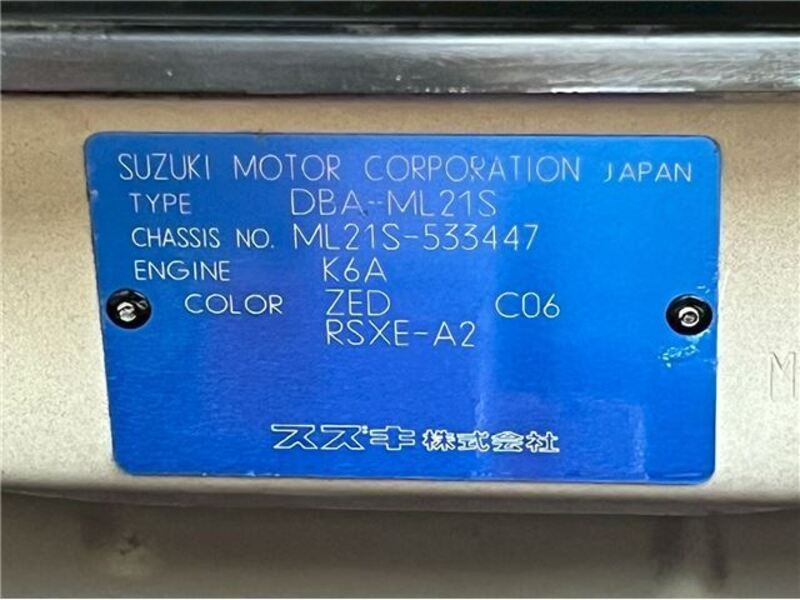 SUZUKI MOTOR CORPORATION JAPAN
TYPE DBA-ML21S
CHASSIS NO. ML21S-533447
ENGINE K6A
COLOR ZED C06
RSXE-A2
スズキ株式会社
M